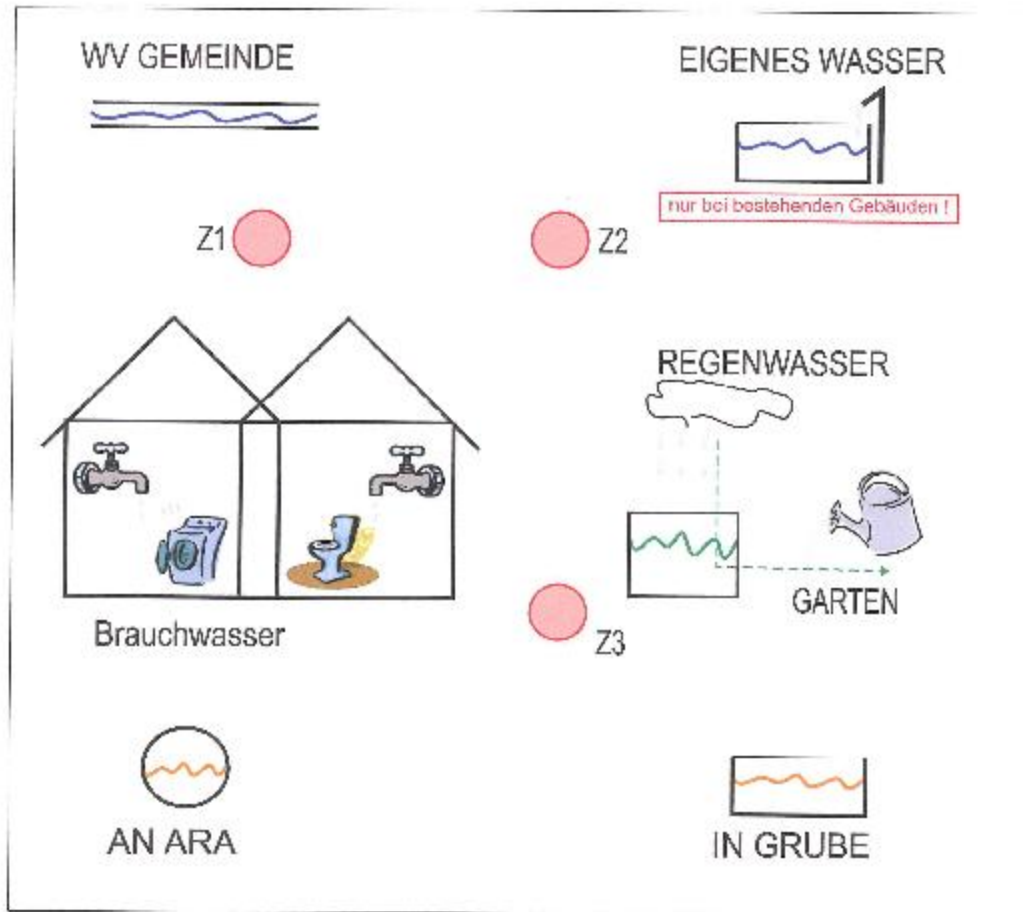 WV GEMEINDE
EIGENES WASSER
nur bei bestehenden Gebäuden !
Z1
Z2
REGENWASSER
GARTEN
Brauchwasser
Z3
AN ARA
IN GRUBE